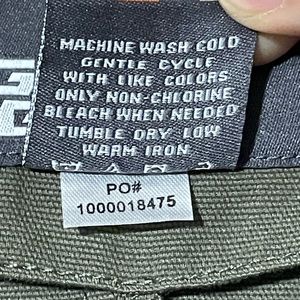 MACHINE WASH COLD
GENTLE CYCLE
WITH LIKE COLORS
ONLY NON-CHLORINE
BLEACH WHEN NEEDED
TUMBLE DRY LOW
WARM IRON
PO#
1000018475